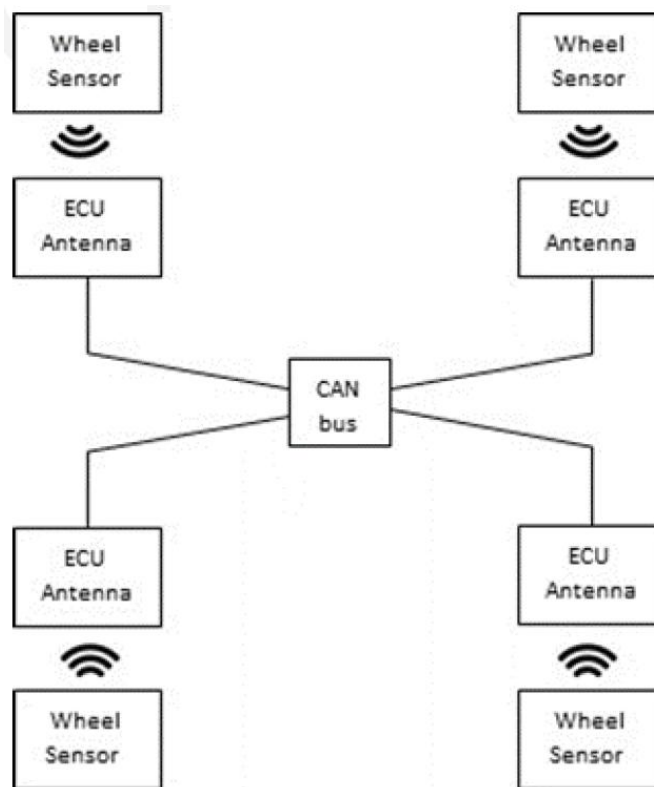 Wheel
Sensor
Wheel
Sensor
ECU
Antenna
ECU
Antenna
CAN
bus
ECU
Antenna
ECU
Antenna
Wheel
Sensor
Wheel
Sensor